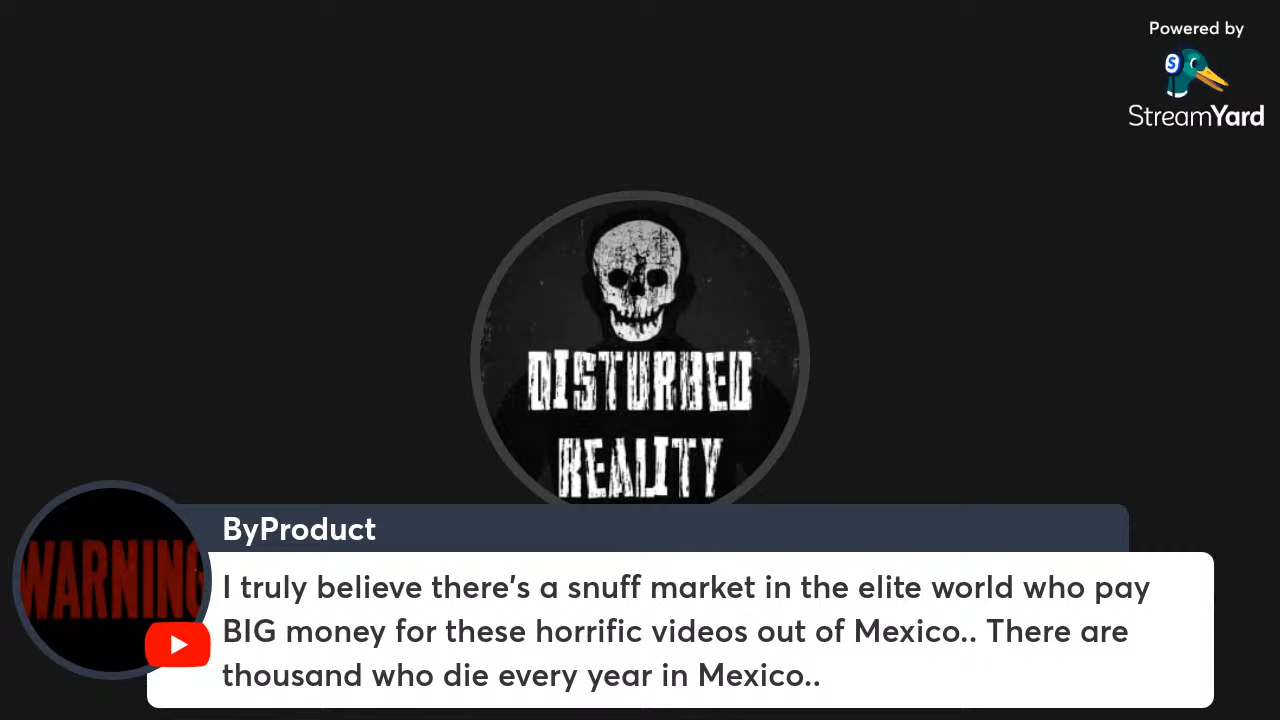 Powered by
S
StreamYard
DISTURBED
REALITY
ByProduct
WARNING
I truly believe there's a snuff market in the elite world who pay
BIG money for these horrific videos out of Mexico.. There are
thousand who die every year in Mexico..